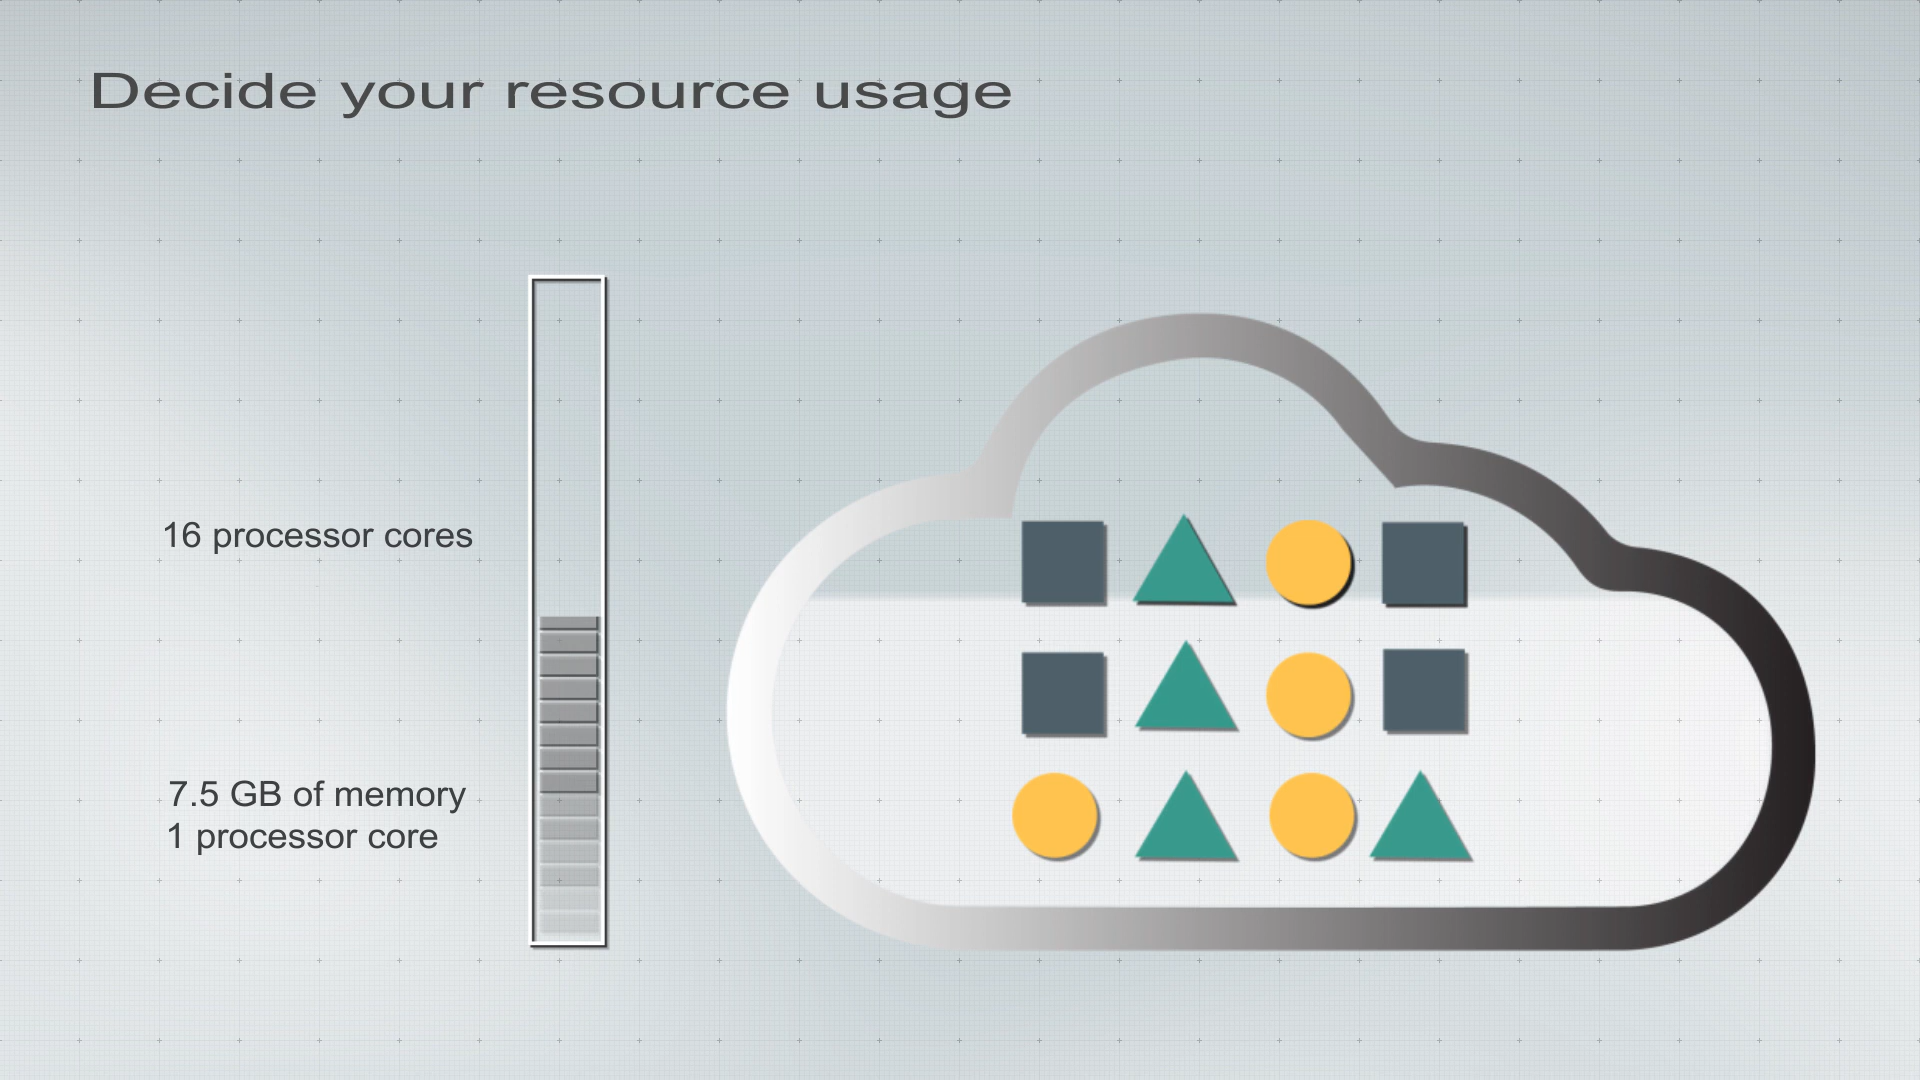 Decide your resource usage
16 processor cores
7.5 GB of memory
1 processor core